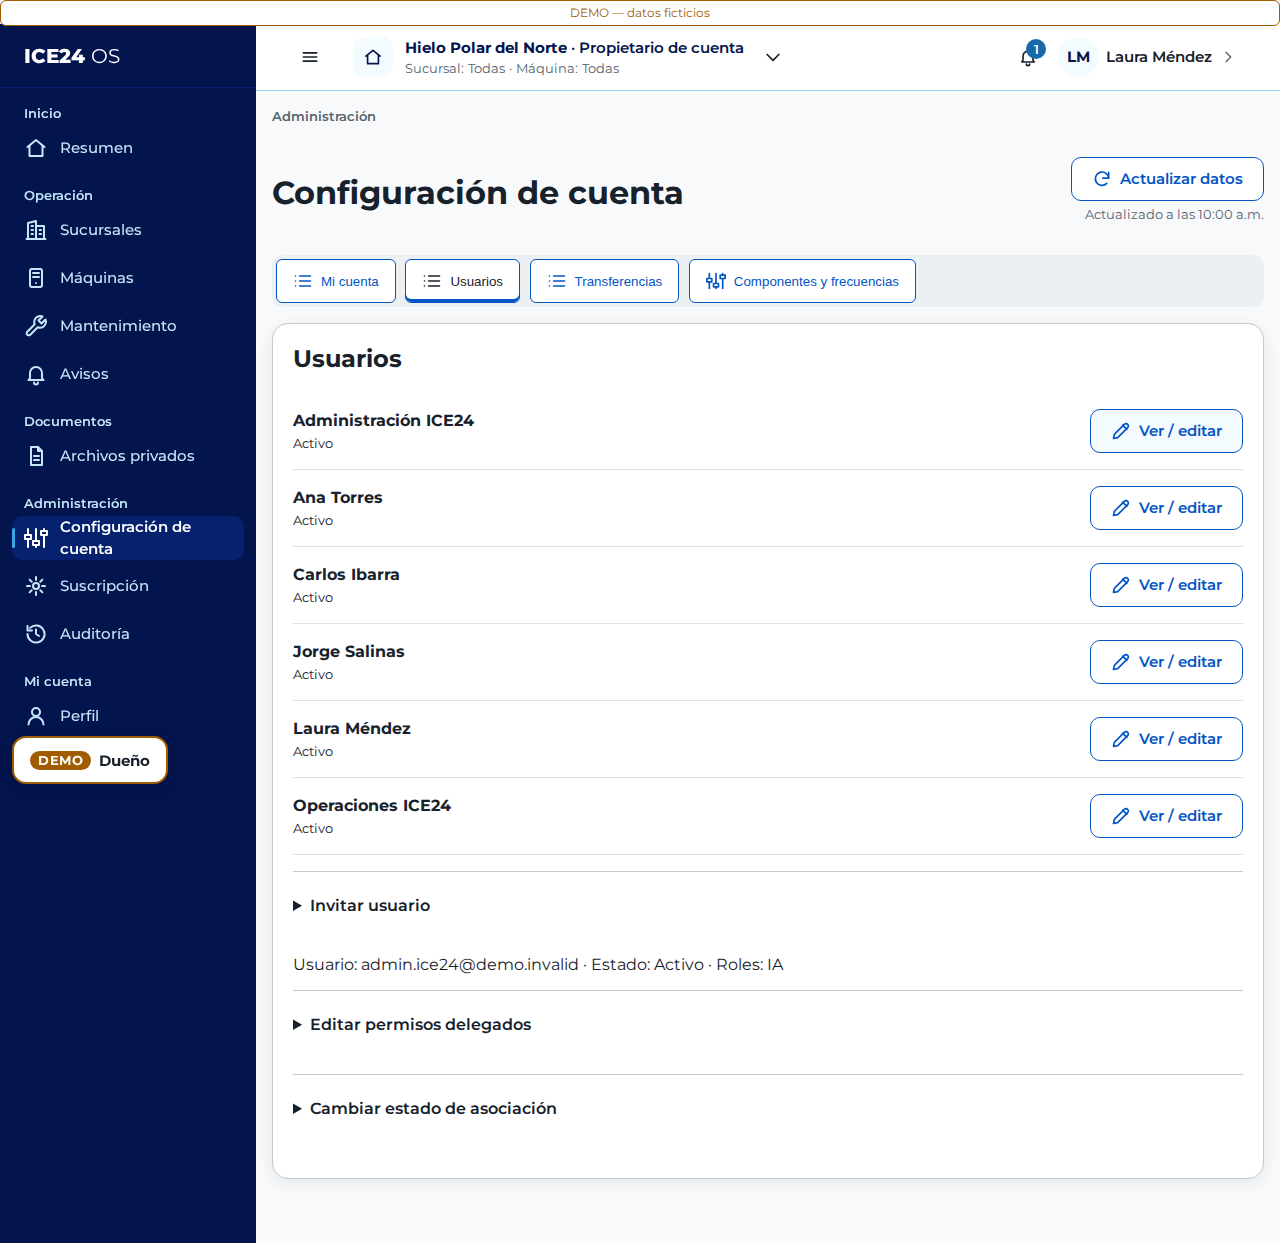 DEMO — datos ficticios
ICE24 OS
Inicio
Resumen
Operación
Sucursales
Máquinas
Mantenimiento
Avisos
Documentos
Archivos privados
Administración
Configuración de
cuenta
Suscripción
Auditoría
Mi cuenta
Perfil
DEMO Dueño
Hielo Polar del Norte · Propietario de cuenta
Sucursal: Todas · Máquina: Todas
1
LM Laura Méndez
Administración
Configuración de cuenta
Actualizar datos
Actualizado a las 10:00 a.m.
Mi cuenta
Usuarios
Transferencias
Componentes y frecuencias
Usuarios
Administración ICE24
Activo
Ver / editar
Ana Torres
Activo
Ver / editar
Carlos Ibarra
Activo
Ver / editar
Jorge Salinas
Activo
Ver / editar
Laura Méndez
Activo
Ver / editar
Operaciones ICE24
Activo
Ver / editar
Invitar usuario
Usuario: admin.ice24@demo.invalid · Estado: Activo · Roles: IA
Editar permisos delegados
Cambiar estado de asociación